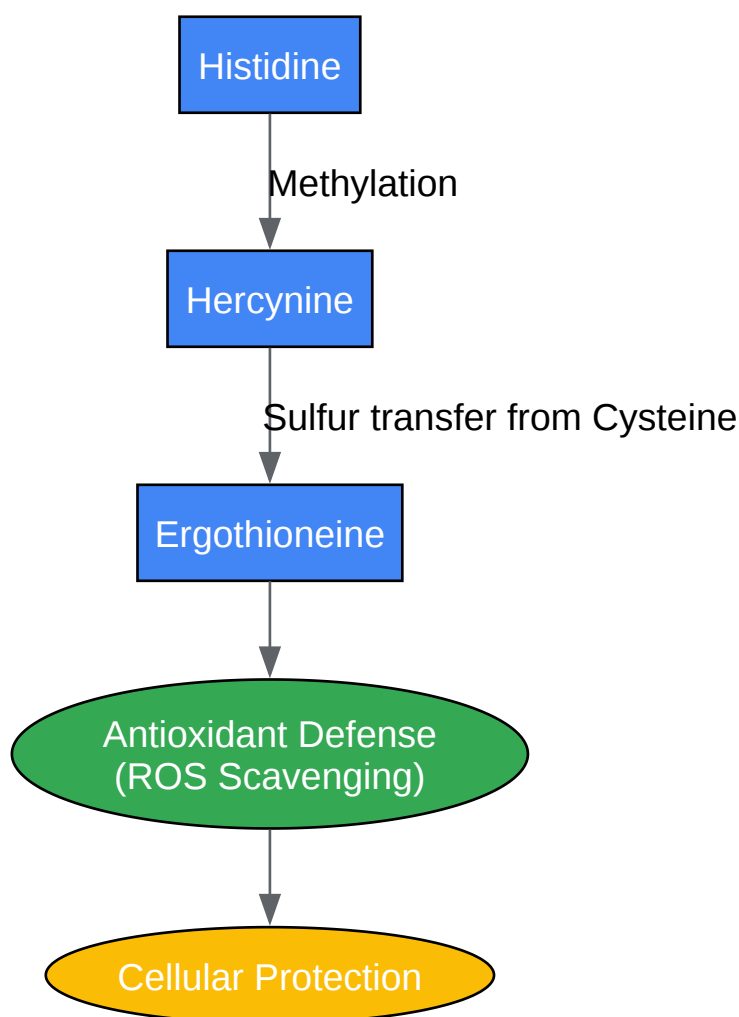 Histidine
Methylation
Hercynine
Sulfur transfer from Cysteine
Ergothioneine
Antioxidant Defense
(ROS Scavenging)
Cellular Protection